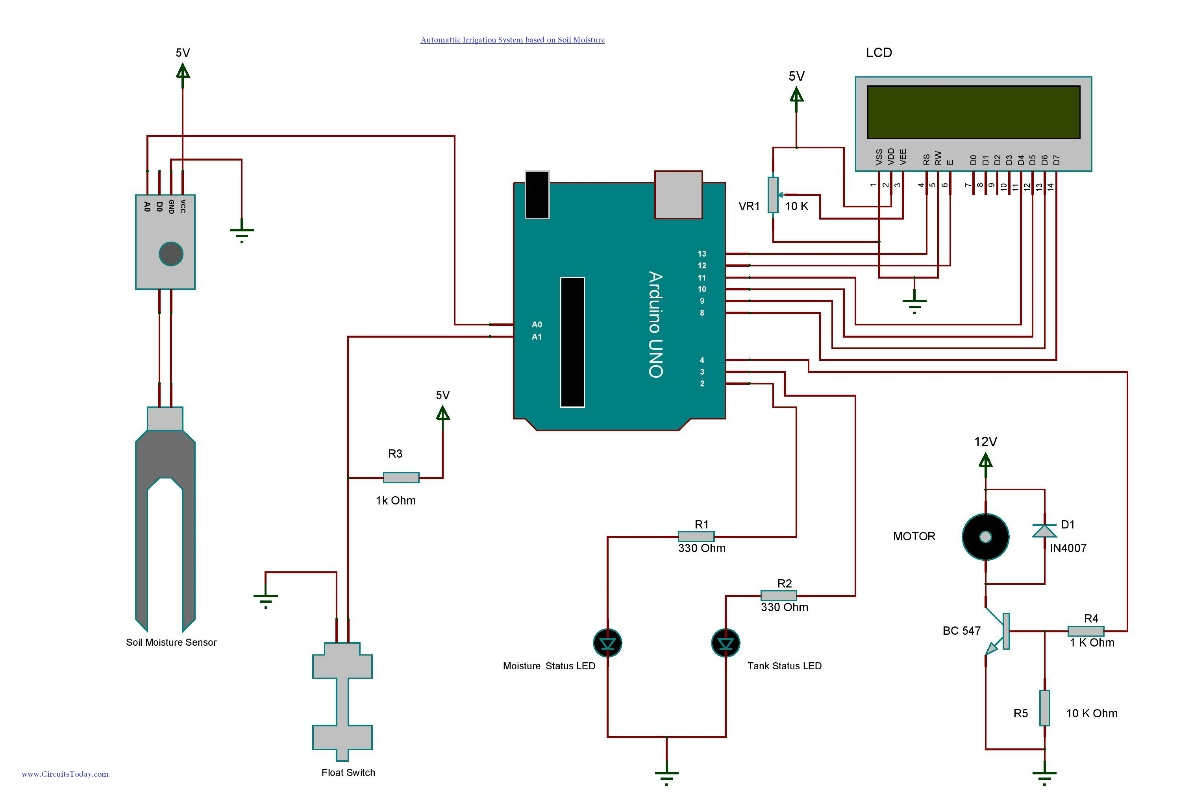 Automattic Irrigation System based on Soil Moisture
5V
A0
D0
GND
VCC
Soil Moisture Sensor
5V
R3
1k Ohm
Float Switch
Arduino UNO
A0
A1
13
12
11
10
9
8
4
3
2
5V
VR1
10 K
LCD
VSS
VDD
VEE
RS
RW
E
D0
D1
D2
D3
D4
D5
D6
D7
1
2
3
4
5
6
7
8
9
10
11
12
13
14
R1
330 Ohm
R2
330 Ohm
Moisture Status LED
Tank Status LED
12V
MOTOR
D1
IN4007
BC 547
R4
1 K Ohm
R5
10 K Ohm
www.CircuitsToday.com